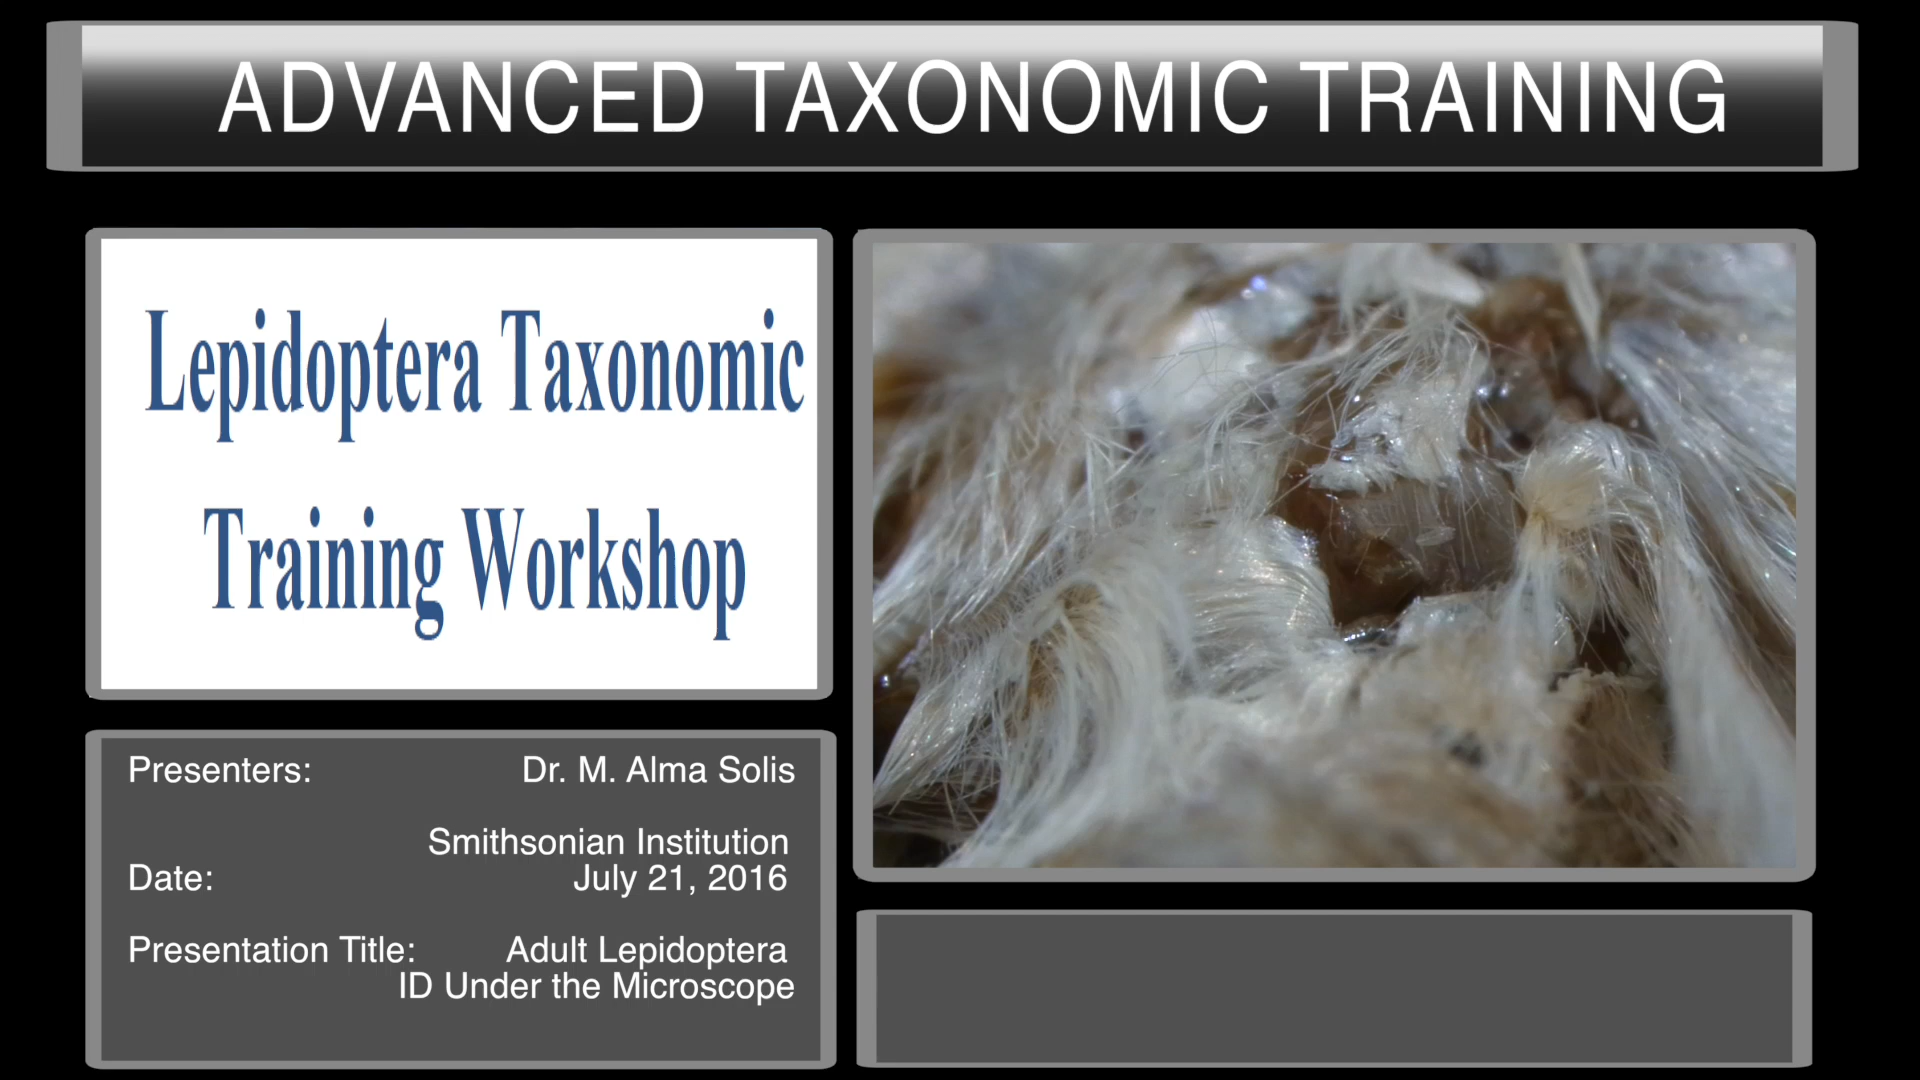 ADVANCED TAXONOMIC TRAINING
Lepidoptera Taxonomic
Training Workshop
Presenters: Dr. M. Alma Solis
Smithsonian Institution
Date: July 21, 2016
Presentation Title: Adult Lepidoptera
ID Under the Microscope